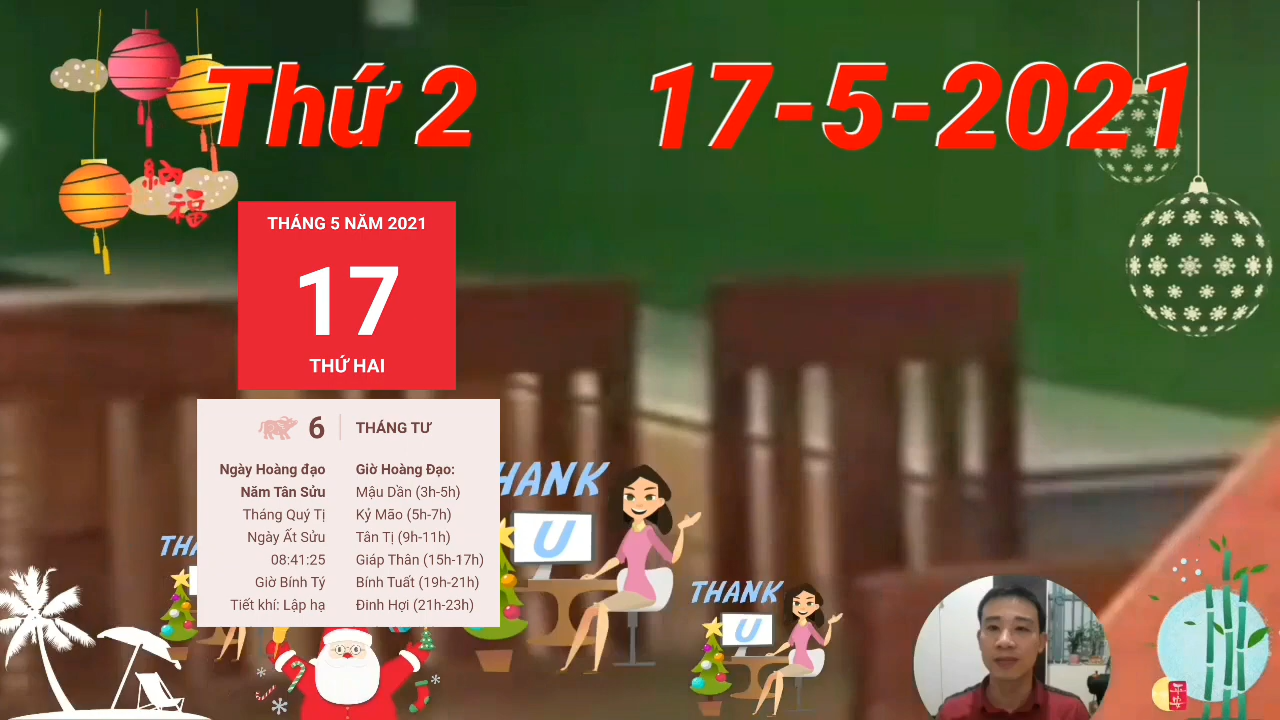 Thứ 2 17-5-2021
納
福
THÁNG 5 NĂM 2021
17
THỨ HAI
6 THÁNG TƯ
Ngày Hoàng đạo
Năm Tân Sửu
Tháng Quý Tị
Ngày Ất Sửu
08:41:25
Giờ Bính Tý
Tiết khí: Lập hạ
Giờ Hoàng Đạo:
Mậu Dần (3h-5h)
Kỷ Mão (5h-7h)
Tân Tị (9h-11h)
Giáp Thân (15h-17h)
Bính Tuất (19h-21h)
Đinh Hợi (21h-23h)
HANK
U
THA
THANK
U